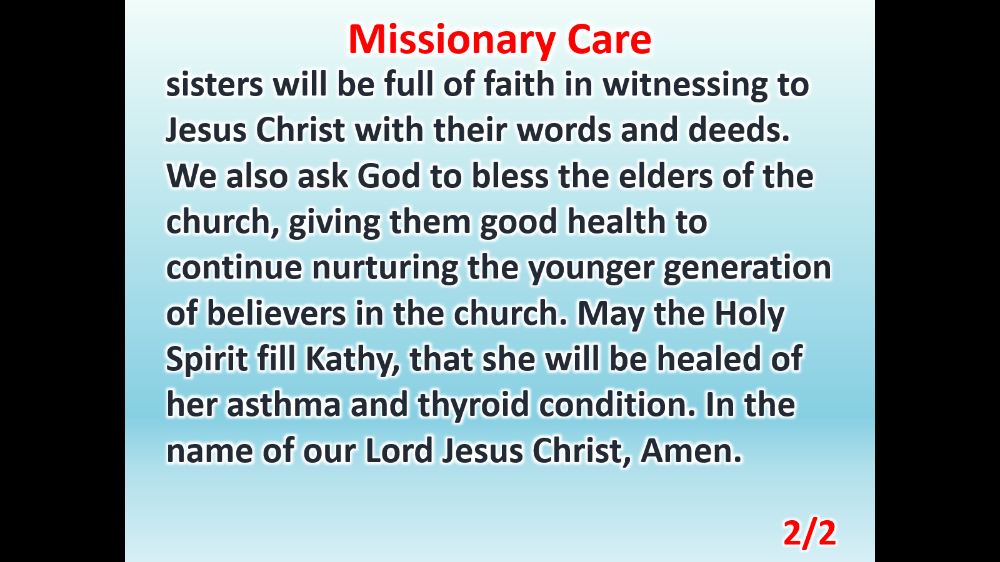 Missionary Care
sisters will be full of faith in witnessing to
Jesus Christ with their words and deeds.
We also ask God to bless the elders of the
church, giving them good health to
continue nurturing the younger generation
of believers in the church. May the Holy
Spirit fill Kathy, that she will be healed of
her asthma and thyroid condition. In the
name of our Lord Jesus Christ, Amen.
2/2